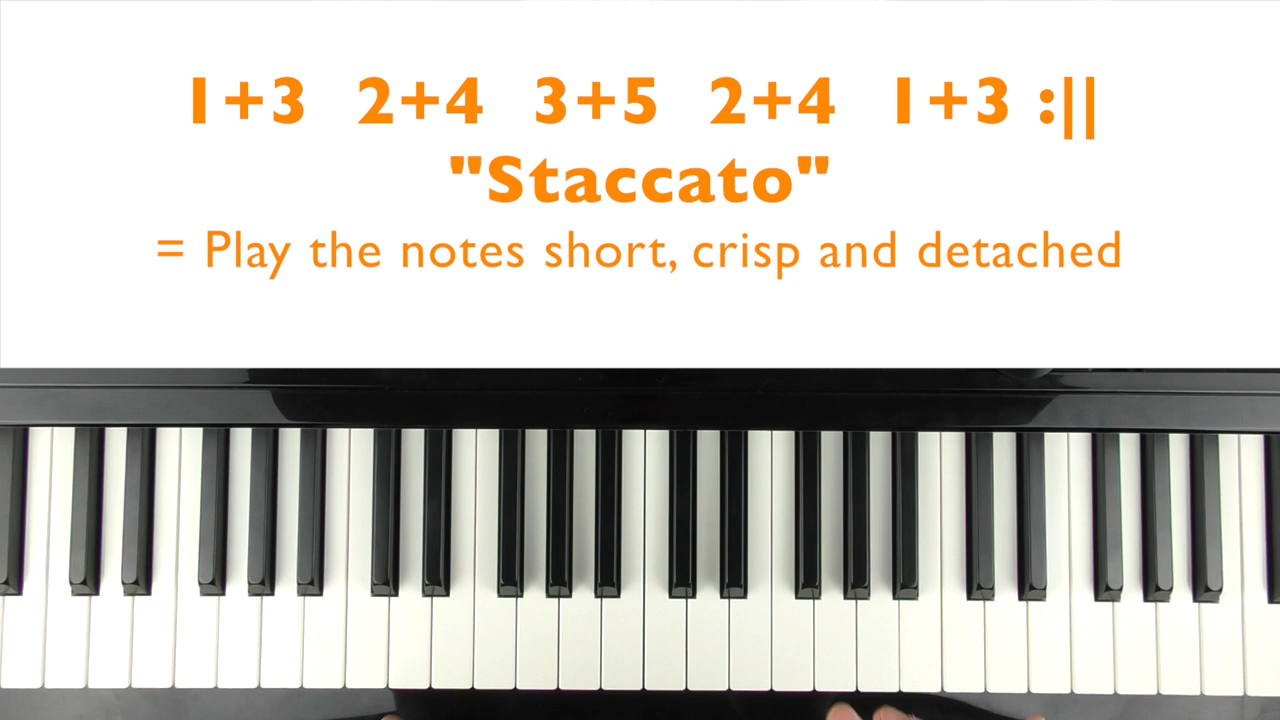 1+3 2+4 3+5 2+4 1+3 :||
"Staccato"
= Play the notes short, crisp and detached